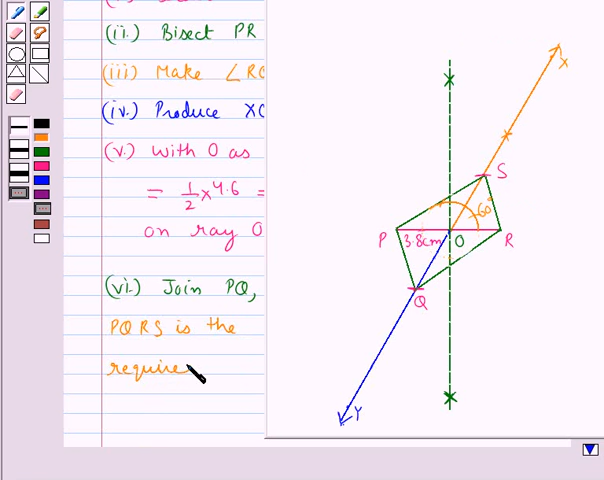 (ii.) Bisect PR
(iii) Make ∠RO
(iv.) Produce XO
(v.) With O as
= 1/2 x 4.6 =
on ray O
(vi.) Join PQ,
PQRS is the
require
X
S
60°
P
3.8cm
O
R
Q
Y